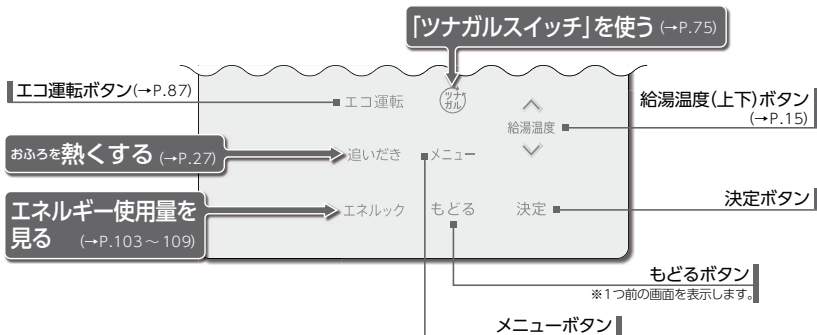 「ツナガルスイッチ」を使う(→P.75)
エコ運転ボタン(→P.87)
エコ運転
ツナ
ガル
給湯温度
給湯温度(上下)ボタン
(→P.15)
おふろを熱くする(→P.27)
追いだき
メニュー
エネルギー使用量を
見る (→P.103～109)
エネルック
もどる
決定
決定ボタン
もどるボタン
※1つ前の画面を表示します。
メニューボタン